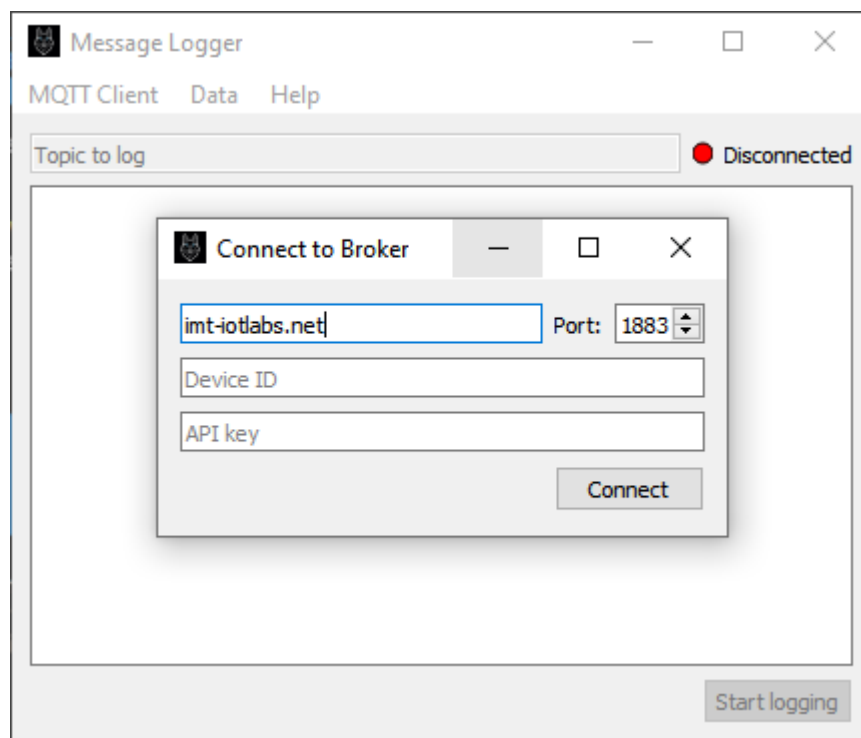 Message Logger
MQTT Client Data Help
Topic to log Disconnected
Connect to Broker
imt-iotlabs.net Port: 1883
Device ID
API key
Connect
Start logging